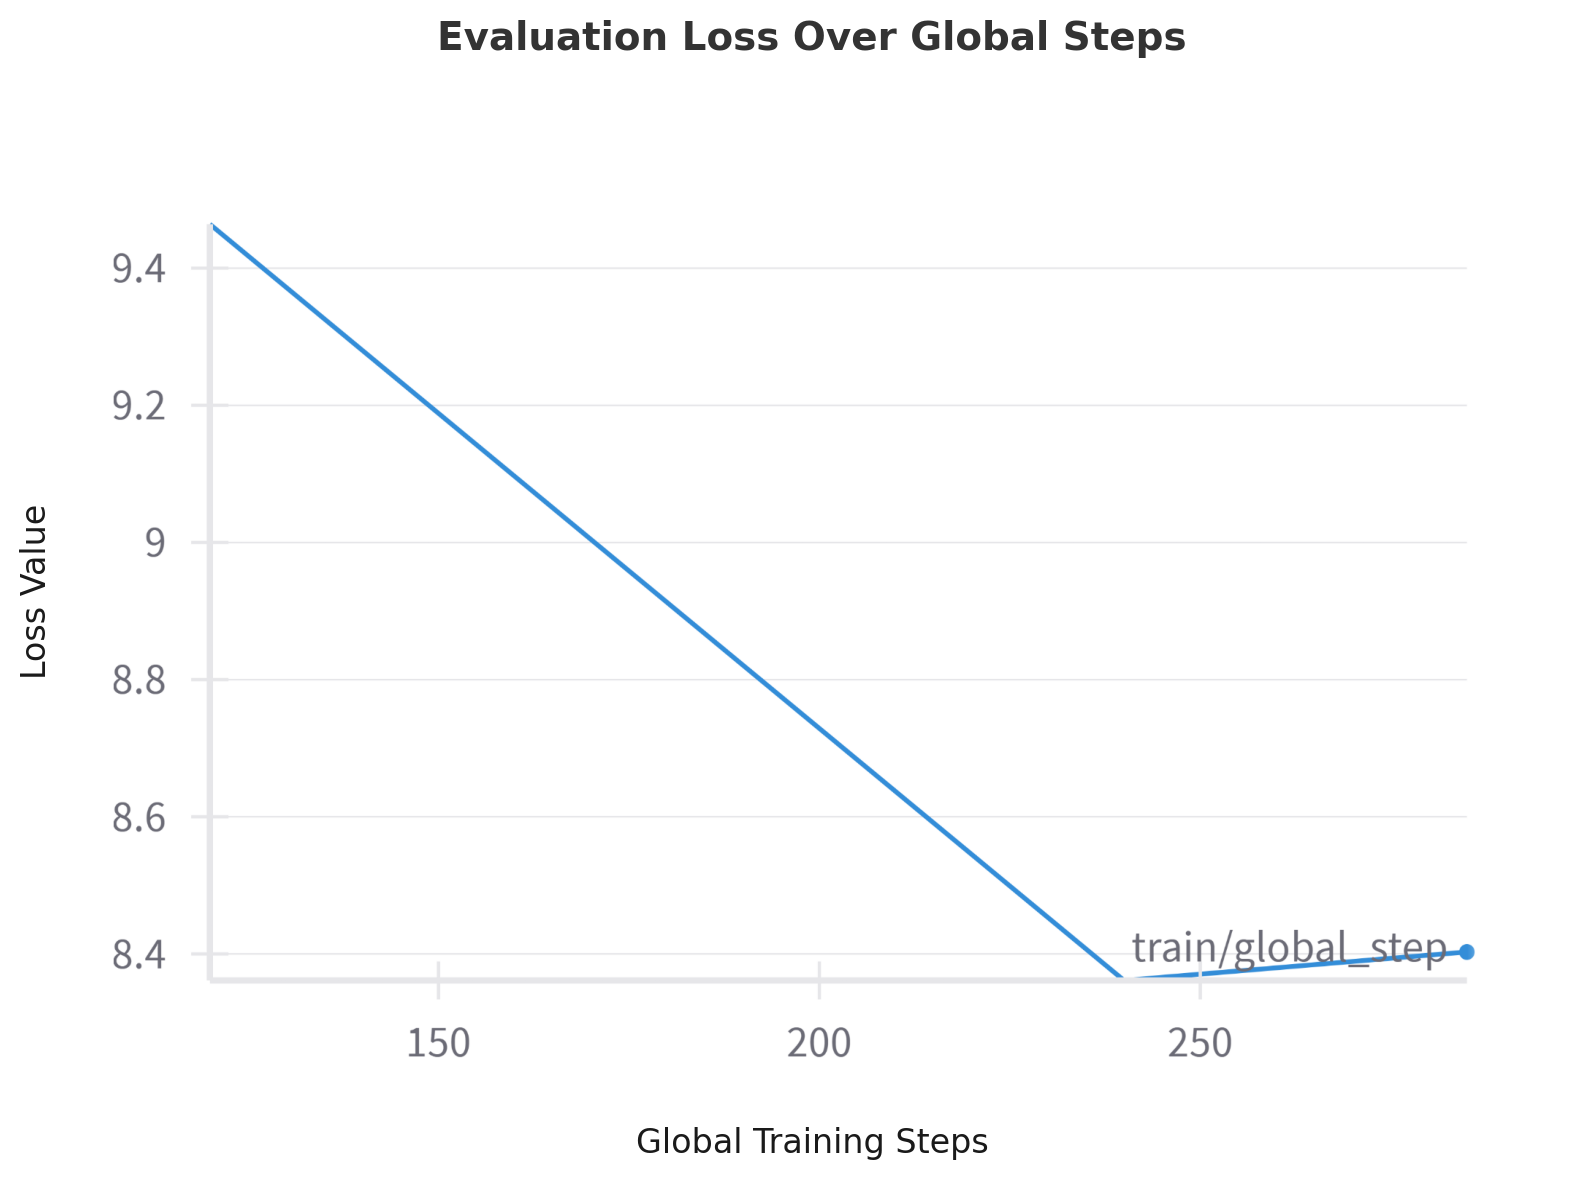 Evaluation Loss Over Global Steps
9.4
9.2
9
8.8
8.6
8.4
Loss Value
train/global_step
150 200 250
Global Training Steps